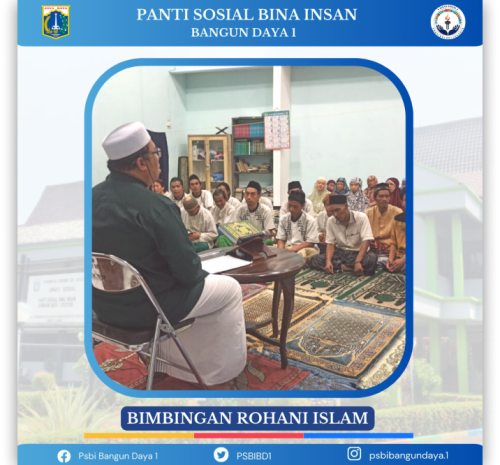 PANTI SOSIAL BINA INSAN
BANGUN DAYA 1
BIMBINGAN ROHANI ISLAM
Psbi Bangun Daya 1
PSBIBD1
psbibangundaya.1